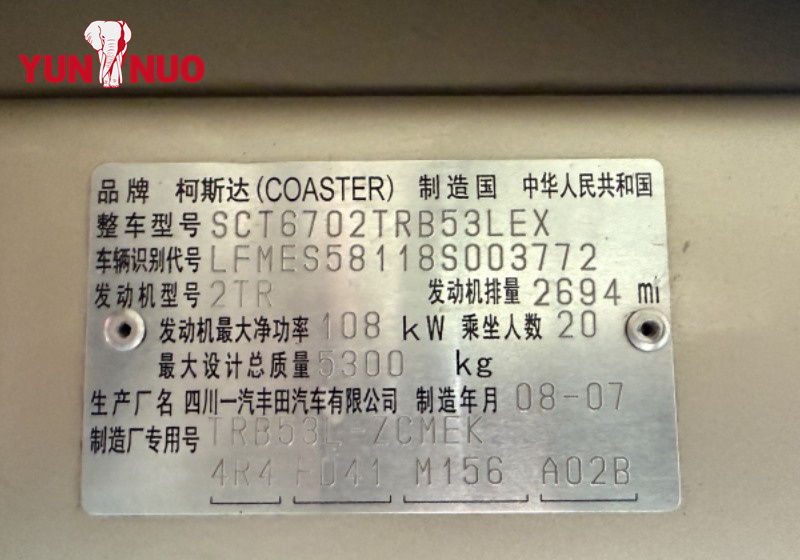 YUN NUO
品牌 柯斯达(COASTER) 制造国 中华人民共和国
整车型号 SCT6702TRB53LEX
车辆识别代号 LFMES58118S003772
发动机型号 2TR 发动机排量 2694 ml
发动机最大净功率 108 kW 乘坐人数 20
最大设计总质量 5300 kg
生产厂名 四川一汽丰田汽车有限公司 制造年月 08-07
制造厂专用号 TRB53L-ZCMEK
4R4 FD41 M156 A02B